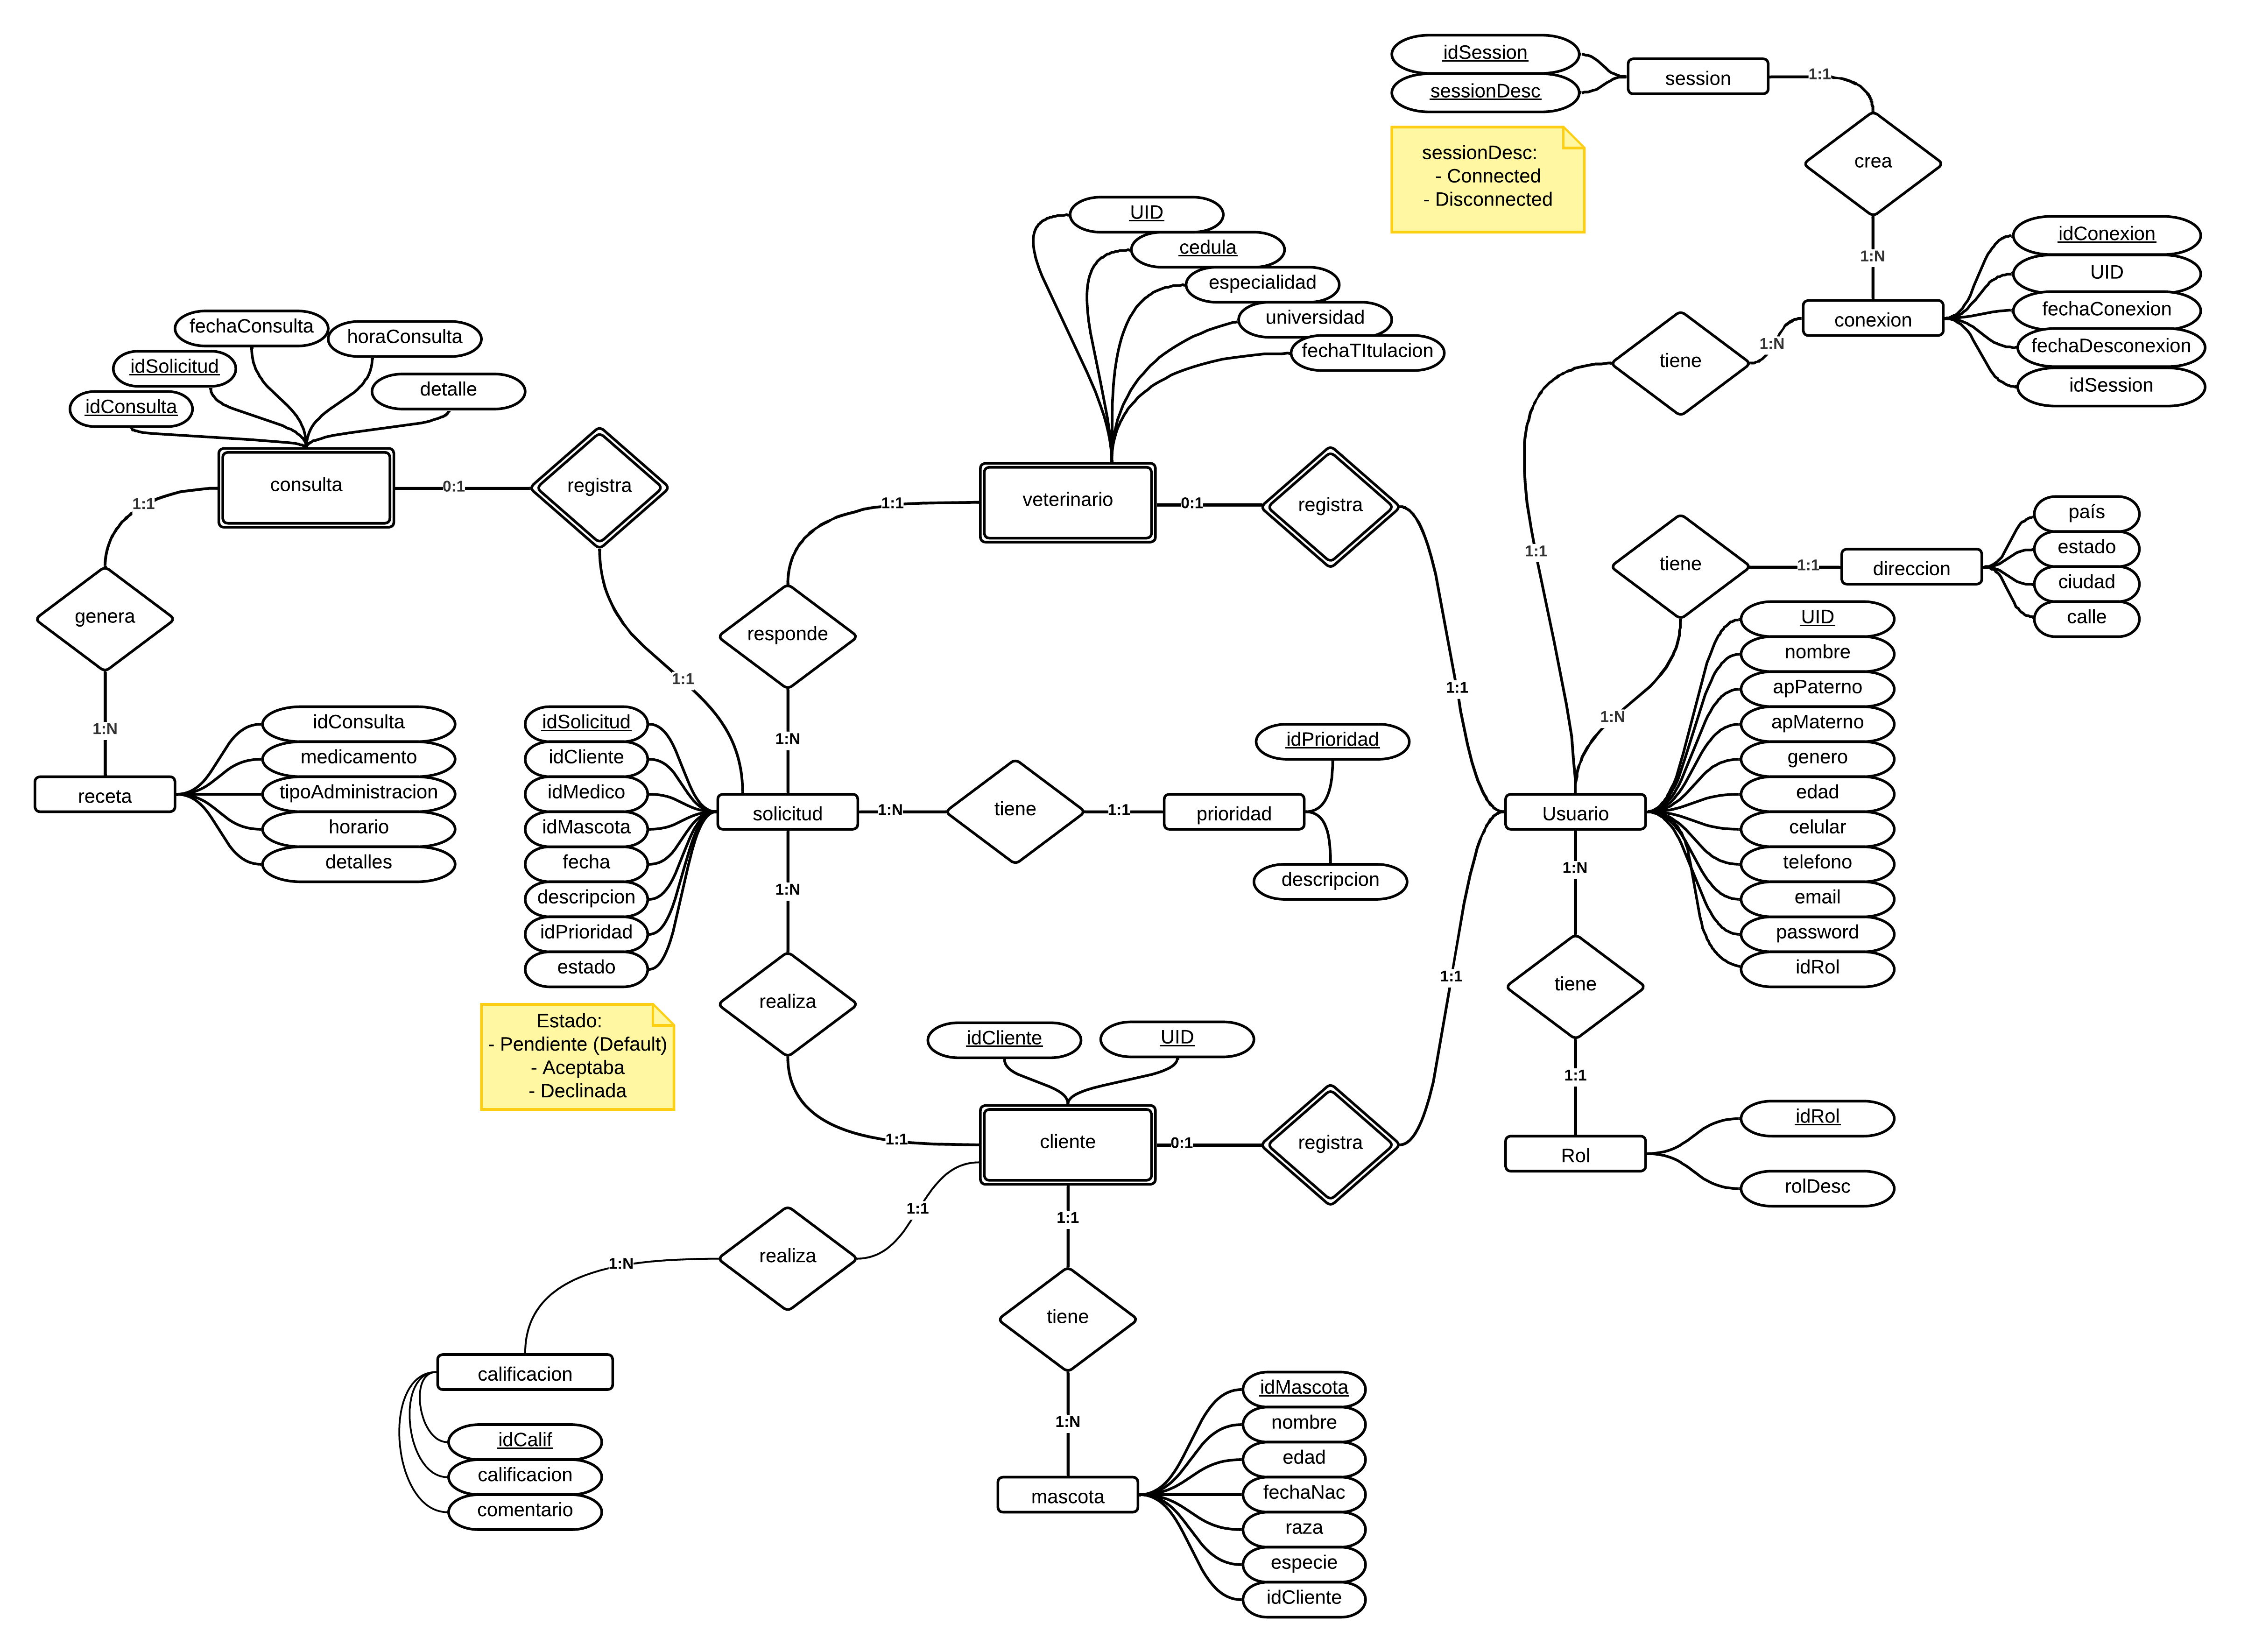 idSession
sessionDesc
session
1:1
sessionDesc:
- Connected
- Disconnected
crea
1:N
idConexion
UID
fechaConexion
fechaDesconexion
idSession
conexion
1:N
tiene
1:1
UID
cedula
especialidad
universidad
fechaTItulacion
veterinario
0:1
registra
1:1
fechaConsulta
horaConsulta
idSolicitud
detalle
idConsulta
consulta
0:1
registra
1:1
1:1
genera
1:N
receta
idConsulta
medicamento
tipoAdministracion
horario
detalles
1:1
responde
1:N
idSolicitud
idCliente
idMedico
idMascota
fecha
descripcion
idPrioridad
estado
solicitud
1:N
tiene
1:1
prioridad
idPrioridad
descripcion
Estado:
- Pendiente (Default)
- Aceptaba
- Declinada
1:N
realiza
1:1
tiene
1:1
direccion
país
estado
ciudad
calle
1:N
Usuario
UID
nombre
apPaterno
apMaterno
genero
edad
celular
telefono
email
password
idRol
1:N
tiene
1:1
Rol
idRol
rolDesc
idCliente
UID
cliente
0:1
registra
1:1
1:1
realiza
1:N
calificacion
idCalif
calificacion
comentario
1:1
tiene
1:N
mascota
idMascota
nombre
edad
fechaNac
raza
especie
idCliente